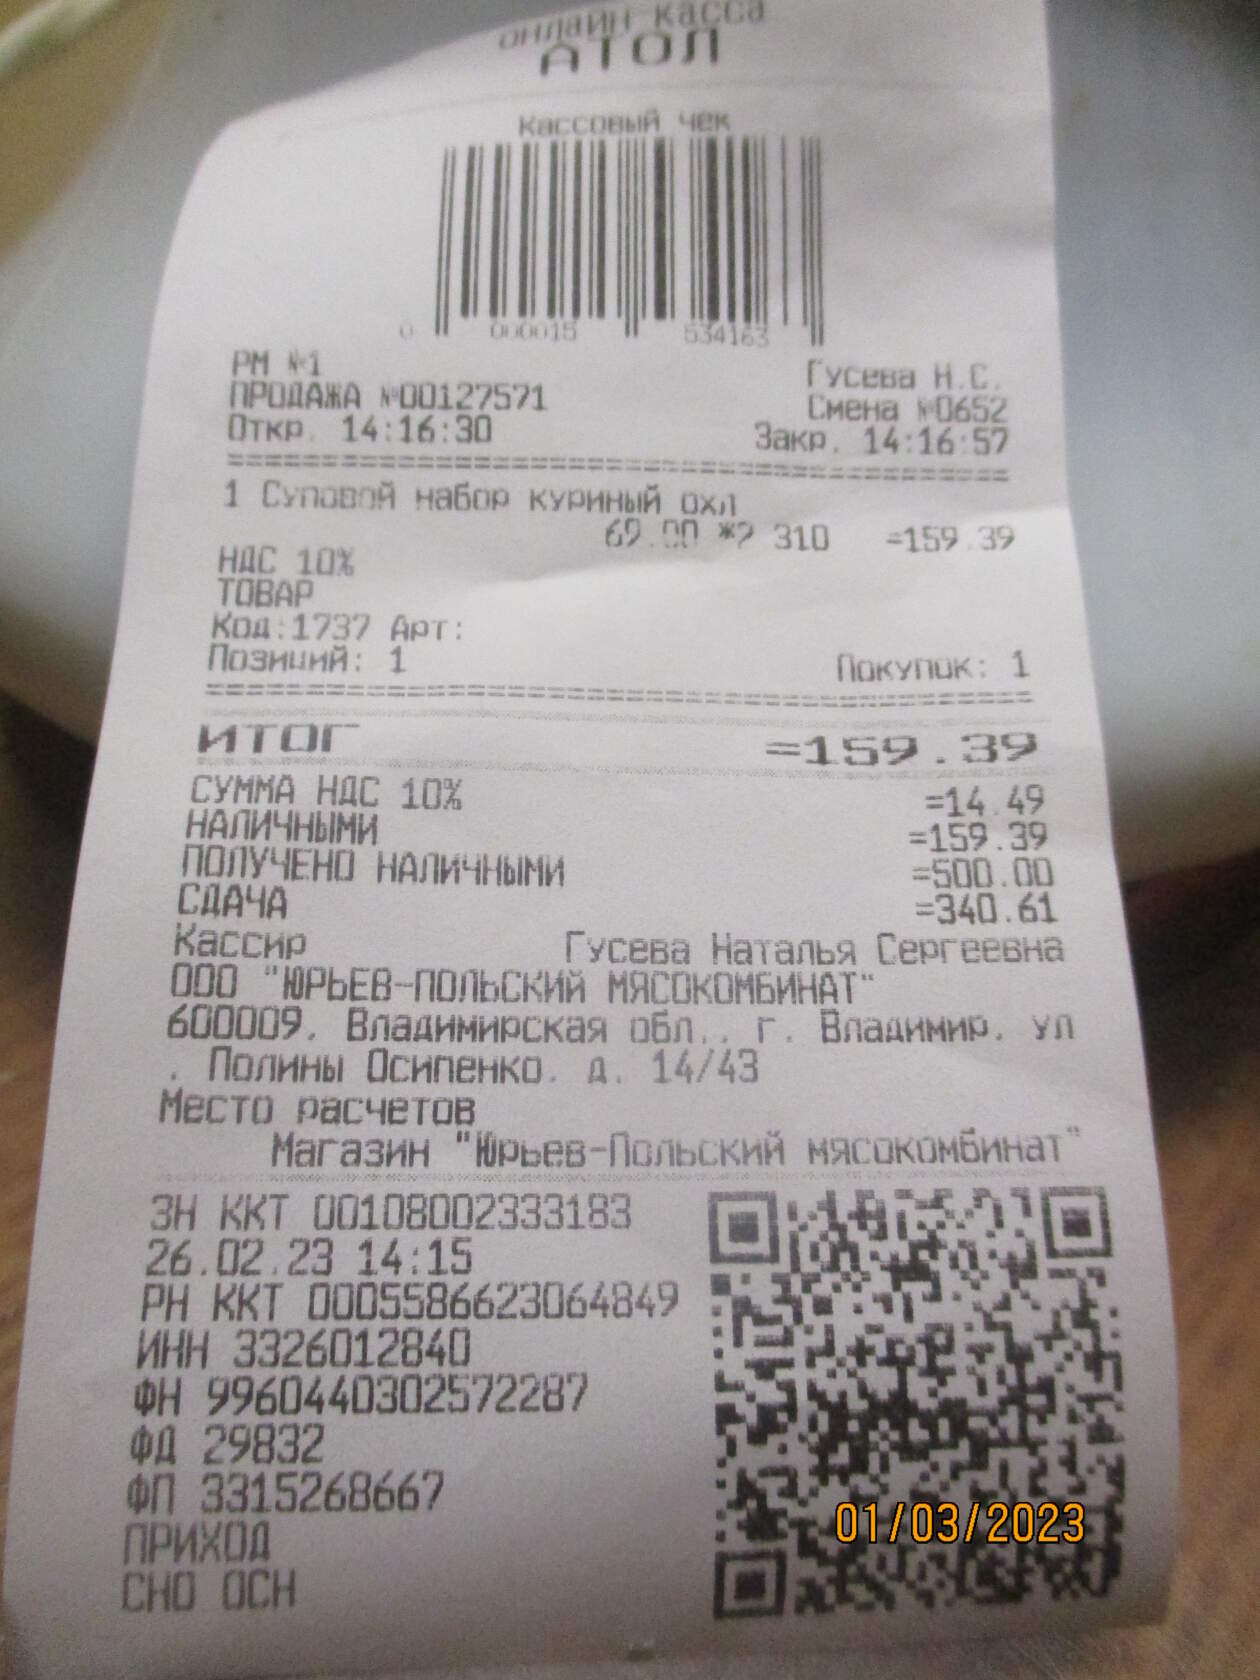 онлайн-касса
АТОЛ
Кассовый чек
0 000015 534163
РМ №1 Гусева Н.С.
ПРОДАЖА №00127571 Смена №0652
Откр. 14:16:30 Закр. 14:16:57
1 Суповой набор куриный охл
69.00 *2.310 =159.39
НДС 10%
ТОВАР
Код:1737 Арт:
Позиций: 1 Покупок: 1
ИТОГ =159.39
СУММА НДС 10% =14.49
НАЛИЧНЫМИ =159.39
ПОЛУЧЕНО НАЛИЧНЫМИ =500.00
СДАЧА =340.61
Кассир Гусева Наталья Сергеевна
ООО "ЮРЬЕВ-ПОЛЬСКИЙ МЯСОКОМБИНАТ"
600009, Владимирская обл., г. Владимир, ул
. Полины Осипенко, д. 14/43
Место расчетов
Магазин "Юрьев-Польский мясокомбинат"
ЗН ККТ 00108002333183
26.02.23 14:15
РН ККТ 0005586623064849
ИНН 3326012840
ФН 9960440302572287
ФД 29832
ФП 3315268667
ПРИХОД
СНО ОСН
01/03/2023